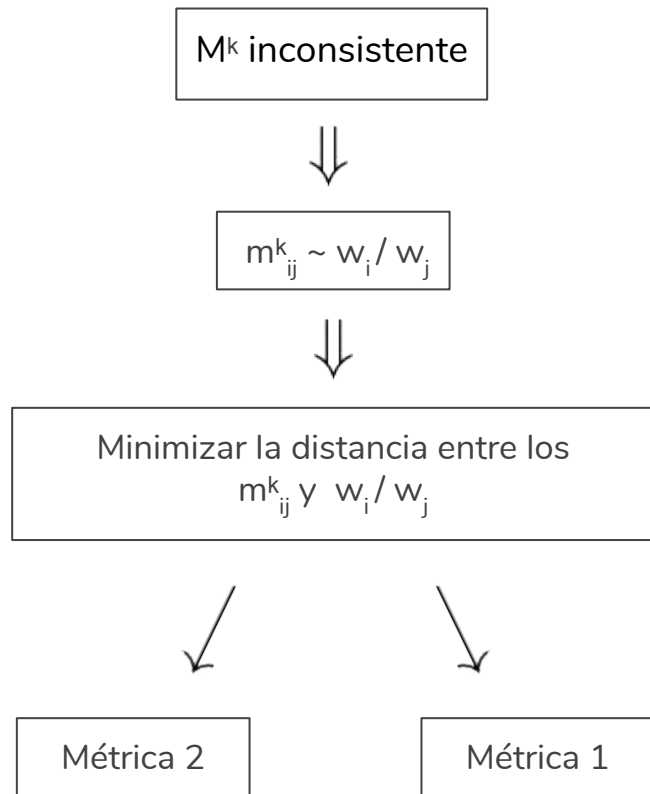 Mᵏ inconsistente
mᵏᵢⱼ ~ wᵢ / wⱼ
Minimizar la distancia entre los
mᵏᵢⱼ y wᵢ / wⱼ
Métrica 2
Métrica 1